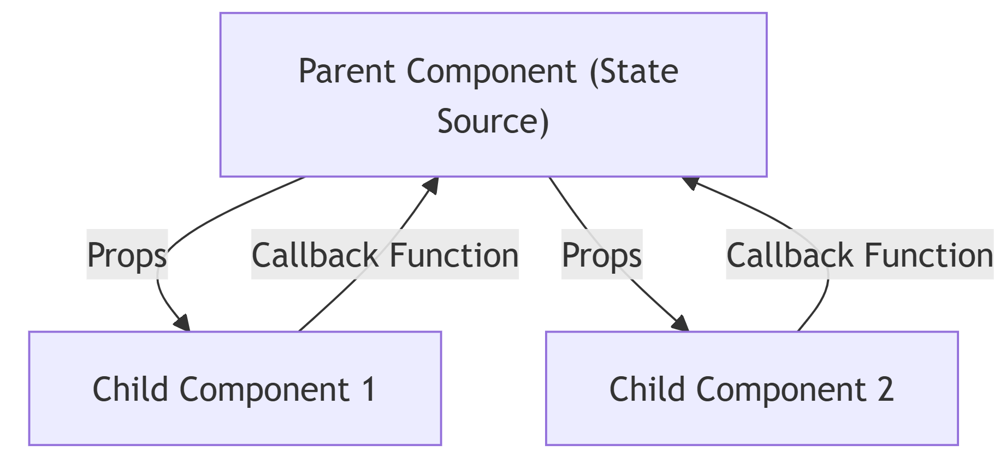 Parent Component (State
Source)
Props
Callback Function
Props
Callback Function
Child Component 1
Child Component 2